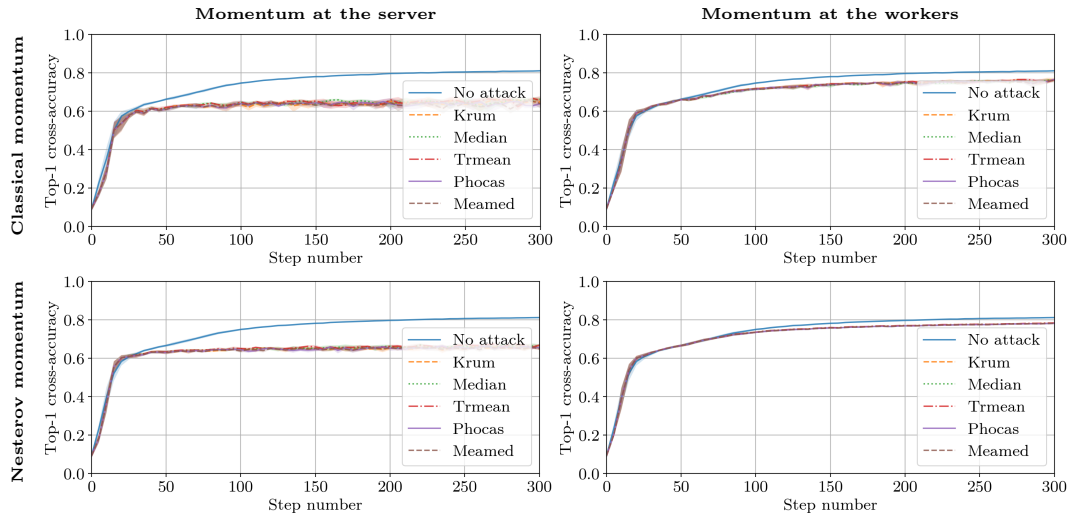 Momentum at the server
Momentum at the workers
Classical momentum
Top-1 cross-accuracy
1.0
0.8
0.6
0.4
0.2
0.0
No attack
Krum
Median
Trmean
Phocas
Meamed
0 50 100 150 200 250 300
Step number
Top-1 cross-accuracy
1.0
0.8
0.6
0.4
0.2
0.0
No attack
Krum
Median
Trmean
Phocas
Meamed
0 50 100 150 200 250 300
Step number
Nesterov momentum
Top-1 cross-accuracy
1.0
0.8
0.6
0.4
0.2
0.0
No attack
Krum
Median
Trmean
Phocas
Meamed
0 50 100 150 200 250 300
Step number
Top-1 cross-accuracy
1.0
0.8
0.6
0.4
0.2
0.0
No attack
Krum
Median
Trmean
Phocas
Meamed
0 50 100 150 200 250 300
Step number